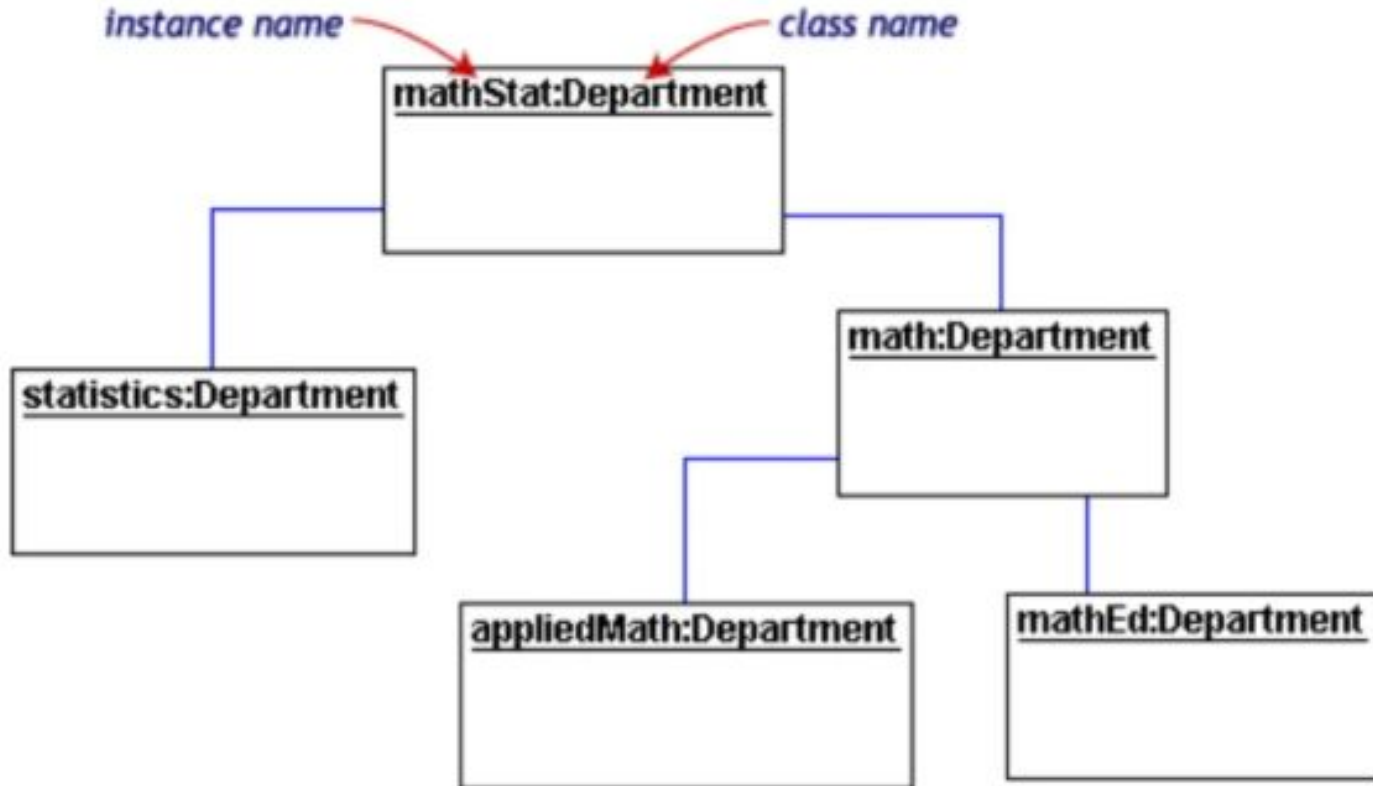 instance name
class name
mathStat:Department
math:Department
statistics:Department
appliedMath:Department
mathEd:Department